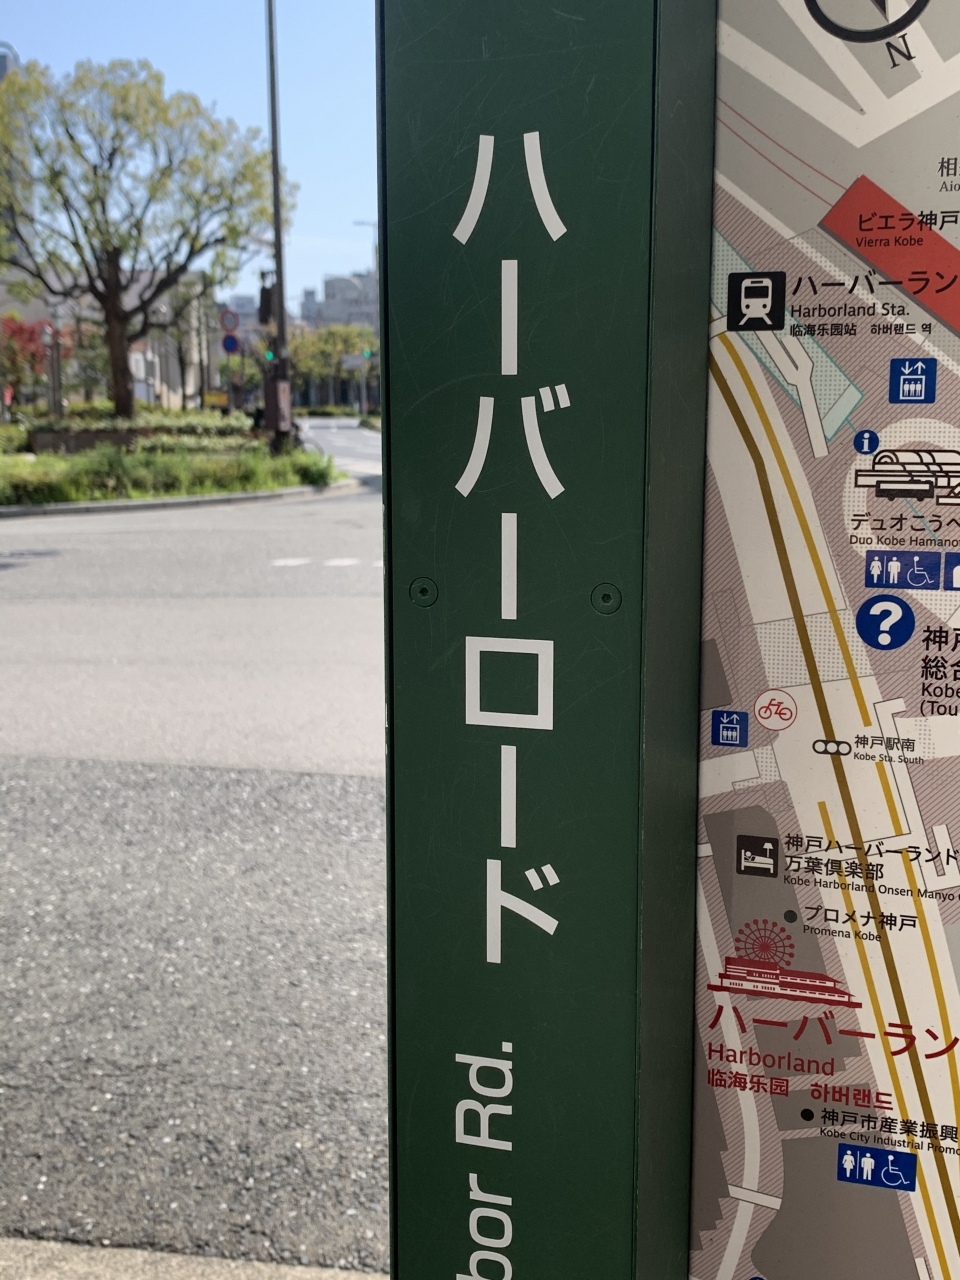 ハーバーロード
bor Rd.
N
相
Aio
ビエラ神戸
Vierra Kobe
ハーバーラン
Harborland Sta.
临海乐园站 하버랜드 역
i
デュオこうべ
Duo Kobe Hamano
?
神戸
総合
Kobe
(Tou
神戸駅南
Kobe Sta. South
神戸ハーバーランド
万葉倶楽部
Kobe Harborland Onsen Manyo
プロメナ神戸
Promena Kobe
ハーバーラン
Harborland
临海乐园 하버랜드
神戸市産業振興
Kobe City Industrial Promo